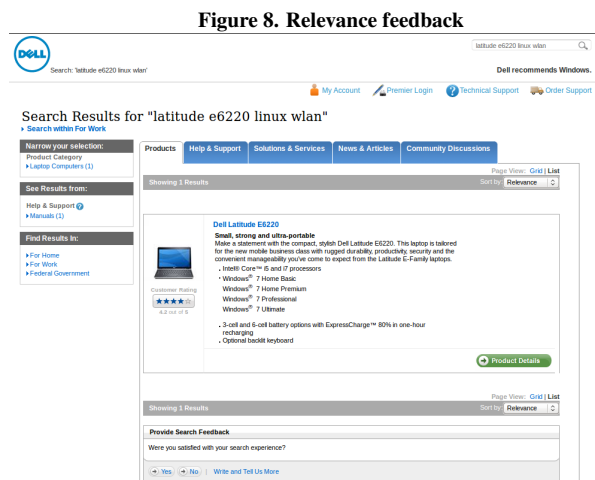 Figure 8. Relevance feedback
DELL
latitude e6220 linux wlan
Search: 'latitude e6220 linux wlan'
Dell recommends Windows.
My Account Premier Login Technical Support Order Support
Search Results for "latitude e6220 linux wlan"
Search within For Work
Narrow your selection:
Product Category
Laptop Computers (1)
See Results from:
Help & Support
Manuals (1)
Find Results In:
For Home
For Work
Federal Government
Products Help & Support Solutions & Services News & Articles Community Discussions
Page View: Grid | List
Showing 1 Results Sort by: Relevance
Dell Latitude E6220
Small, strong and ultra-portable
Make a statement with the compact, stylish Dell Latitude E6220. This laptop is tailored
for the new mobile business class with rugged durability, productivity, security and the
convenient manageability you've come to expect from the Latitude E-Family laptops.
• Intel® Core™ i5 and i7 processors
• Windows® 7 Home Basic
Windows® 7 Home Premium
Windows® 7 Professional
Windows® 7 Ultimate
• 3-cell and 6-cell battery options with ExpressCharge™ 80% in one-hour
recharging
• Optional backlit keyboard
Customer Rating
4.2 out of 5
Product Details
Page View: Grid | List
Showing 1 Results Sort by: Relevance
Provide Search Feedback
Were you satisfied with your search experience?
Yes No | Write and Tell Us More